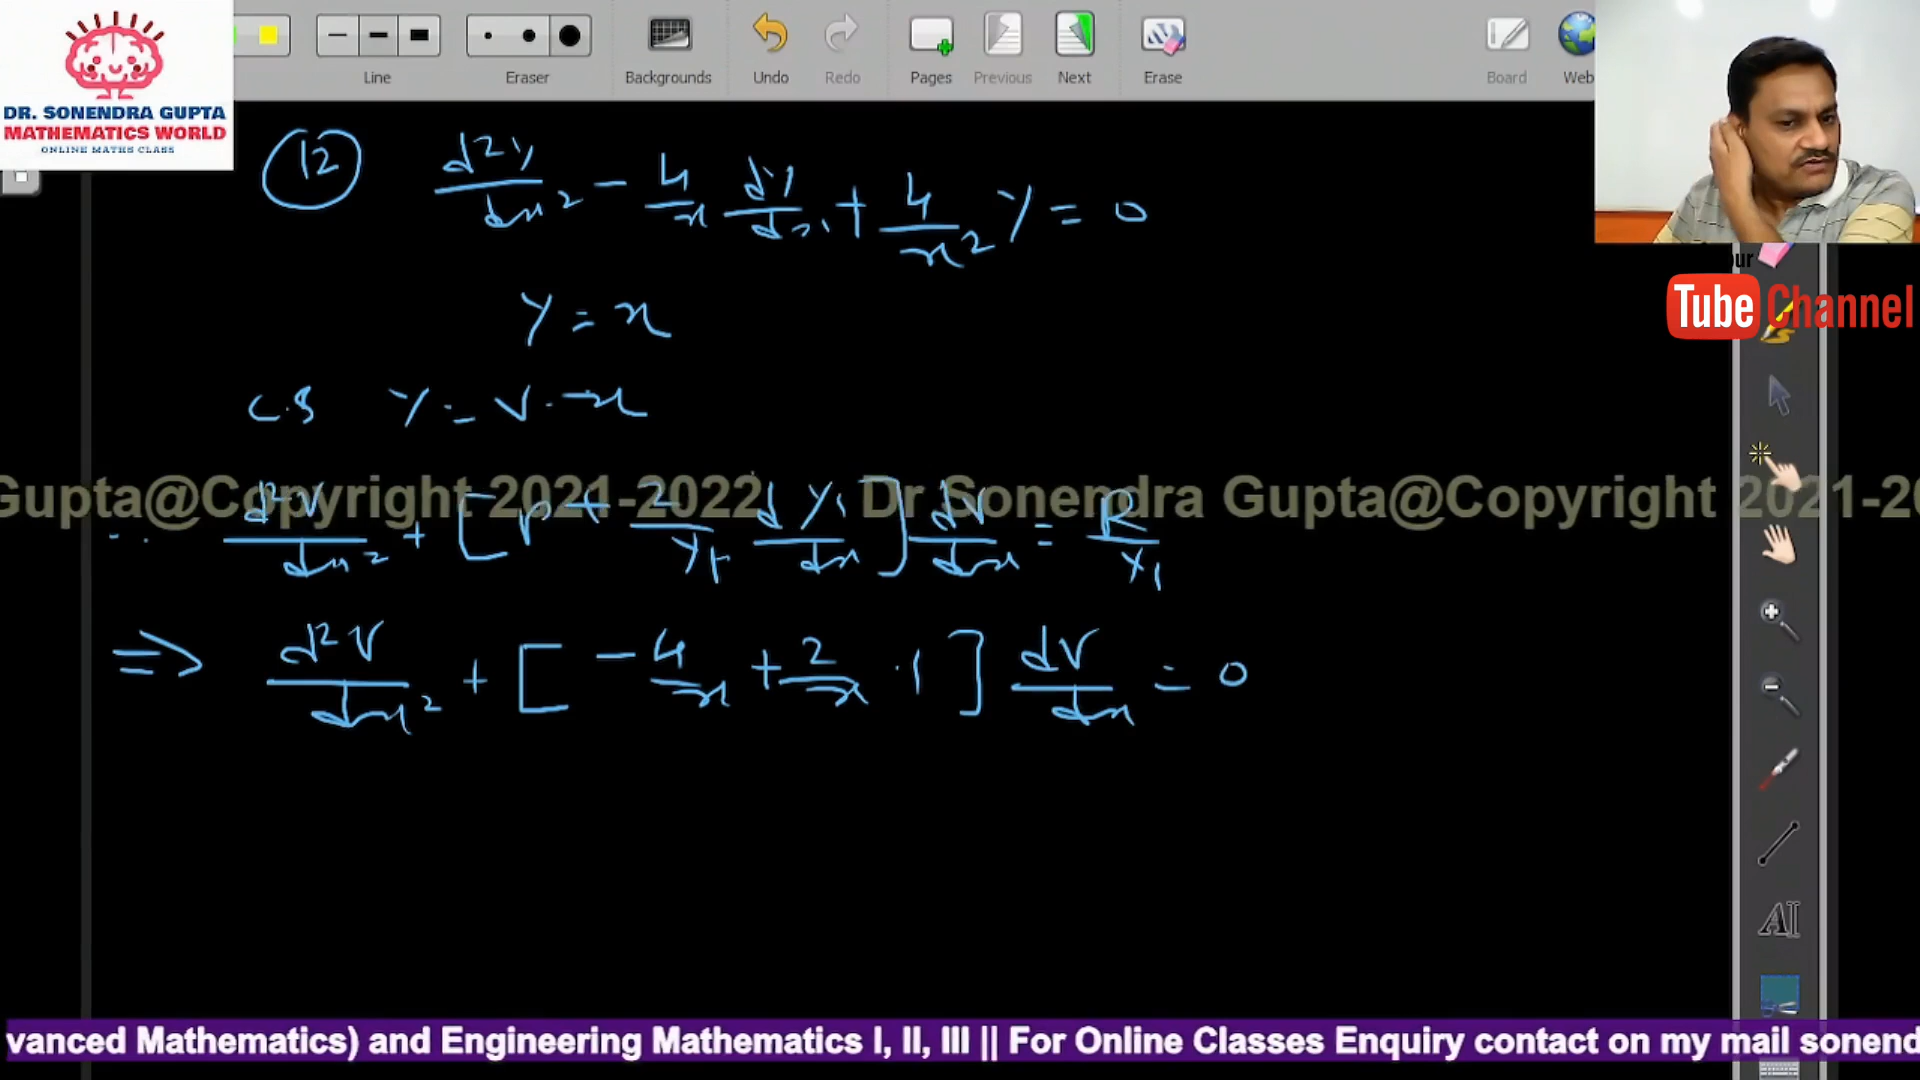 DR. SONENDRA GUPTA
MATHEMATICS WORLD
ONLINE MATHS CLASS
Line Eraser Backgrounds Undo Redo Pages Previous Next Erase Board Web
(12) d²y/dx² - 4/x dy/dx + 4/x² y = 0
y = x
Tube Channel
C.S y = v · x
Gupta@Copyright 2021-2022 Dr Sonendra Gupta@Copyright 2021-20
∵ d²v/dx² + [P + 2/y₁ dy₁/dx] dv/dx = R/y₁
⇒ d²v/dx² + [-4/x + 2/x · 1] dv/dx = 0
AI
vanced Mathematics) and Engineering Mathematics I, II, III || For Online Classes Enquiry contact on my mail sonend